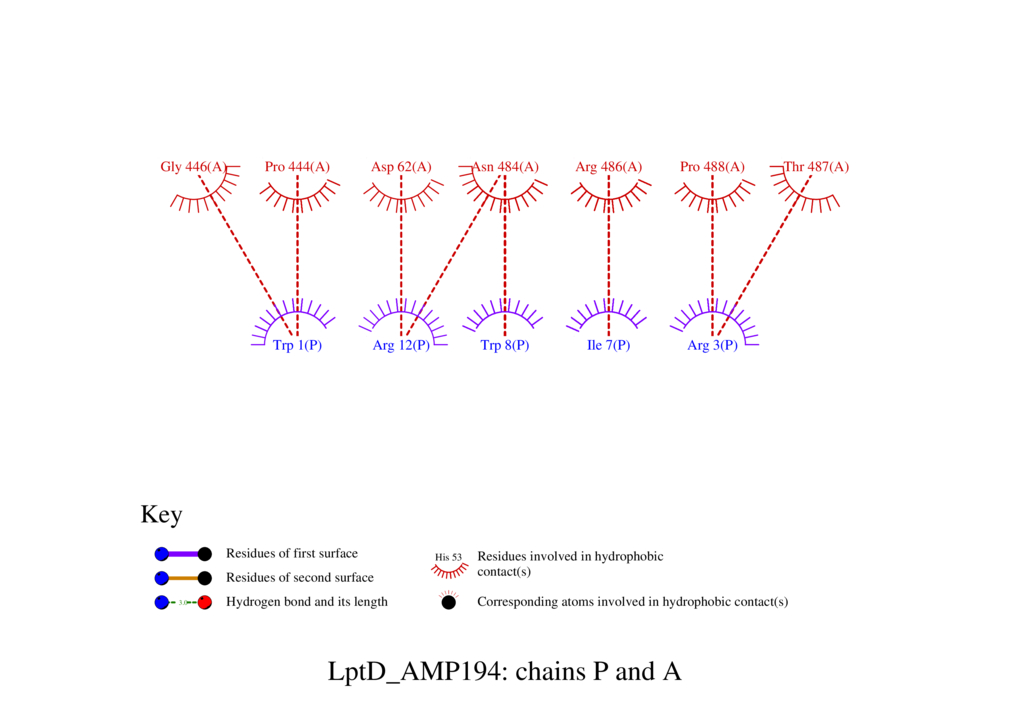 Gly 446(A) Pro 444(A) Asp 62(A) Asn 484(A) Arg 486(A) Pro 488(A) Thr 487(A)
Trp 1(P) Arg 12(P) Trp 8(P) Ile 7(P) Arg 3(P)
Key
Residues of first surface
Residues of second surface
3.0 Hydrogen bond and its length
His 53 Residues involved in hydrophobic
contact(s)
Corresponding atoms involved in hydrophobic contact(s)
LptD_AMP194: chains P and A